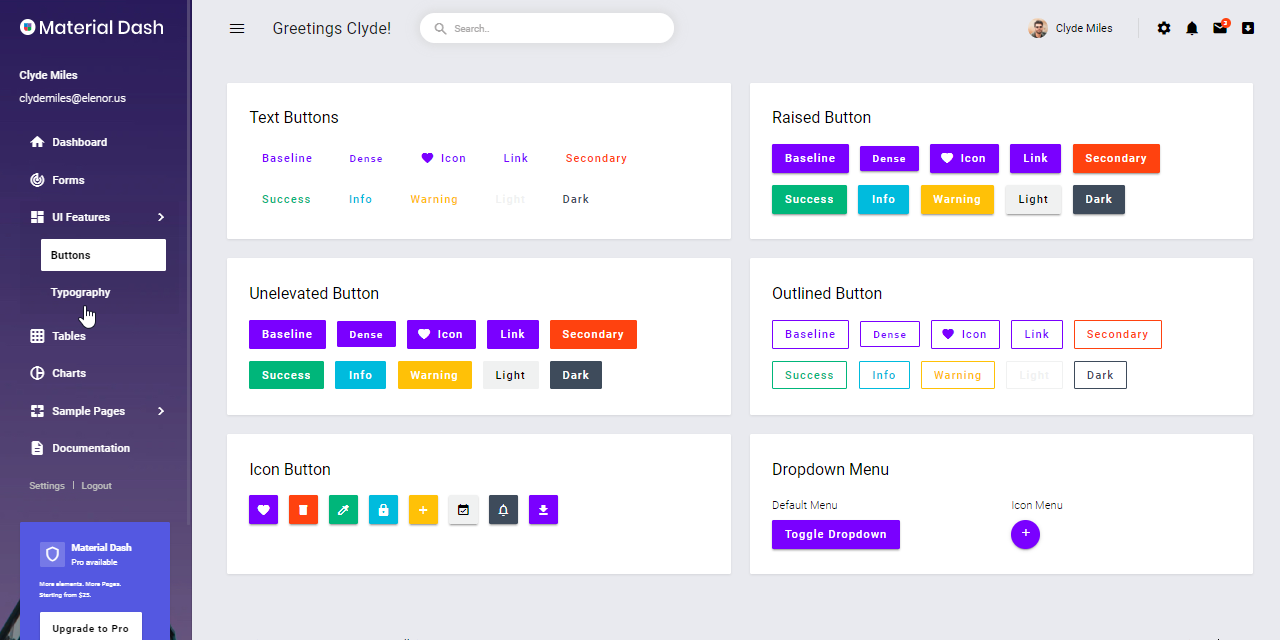 Material Dash
Clyde Miles
clydemiles@elenor.us
Dashboard
Forms
UI Features
Buttons
Typography
Tables
Charts
Sample Pages
Documentation
Settings | Logout
Material Dash
Pro available
More elements. More Pages.
Starting from $25.
Upgrade to Pro
Greetings Clyde!
Search..
Clyde Miles
2
Text Buttons
Baseline Dense Icon Link Secondary
Success Info Warning Light Dark
Raised Button
Baseline Dense Icon Link Secondary
Success Info Warning Light Dark
Unelevated Button
Baseline Dense Icon Link Secondary
Success Info Warning Light Dark
Outlined Button
Baseline Dense Icon Link Secondary
Success Info Warning Light Dark
Icon Button
Dropdown Menu
Default Menu Icon Menu
Toggle Dropdown